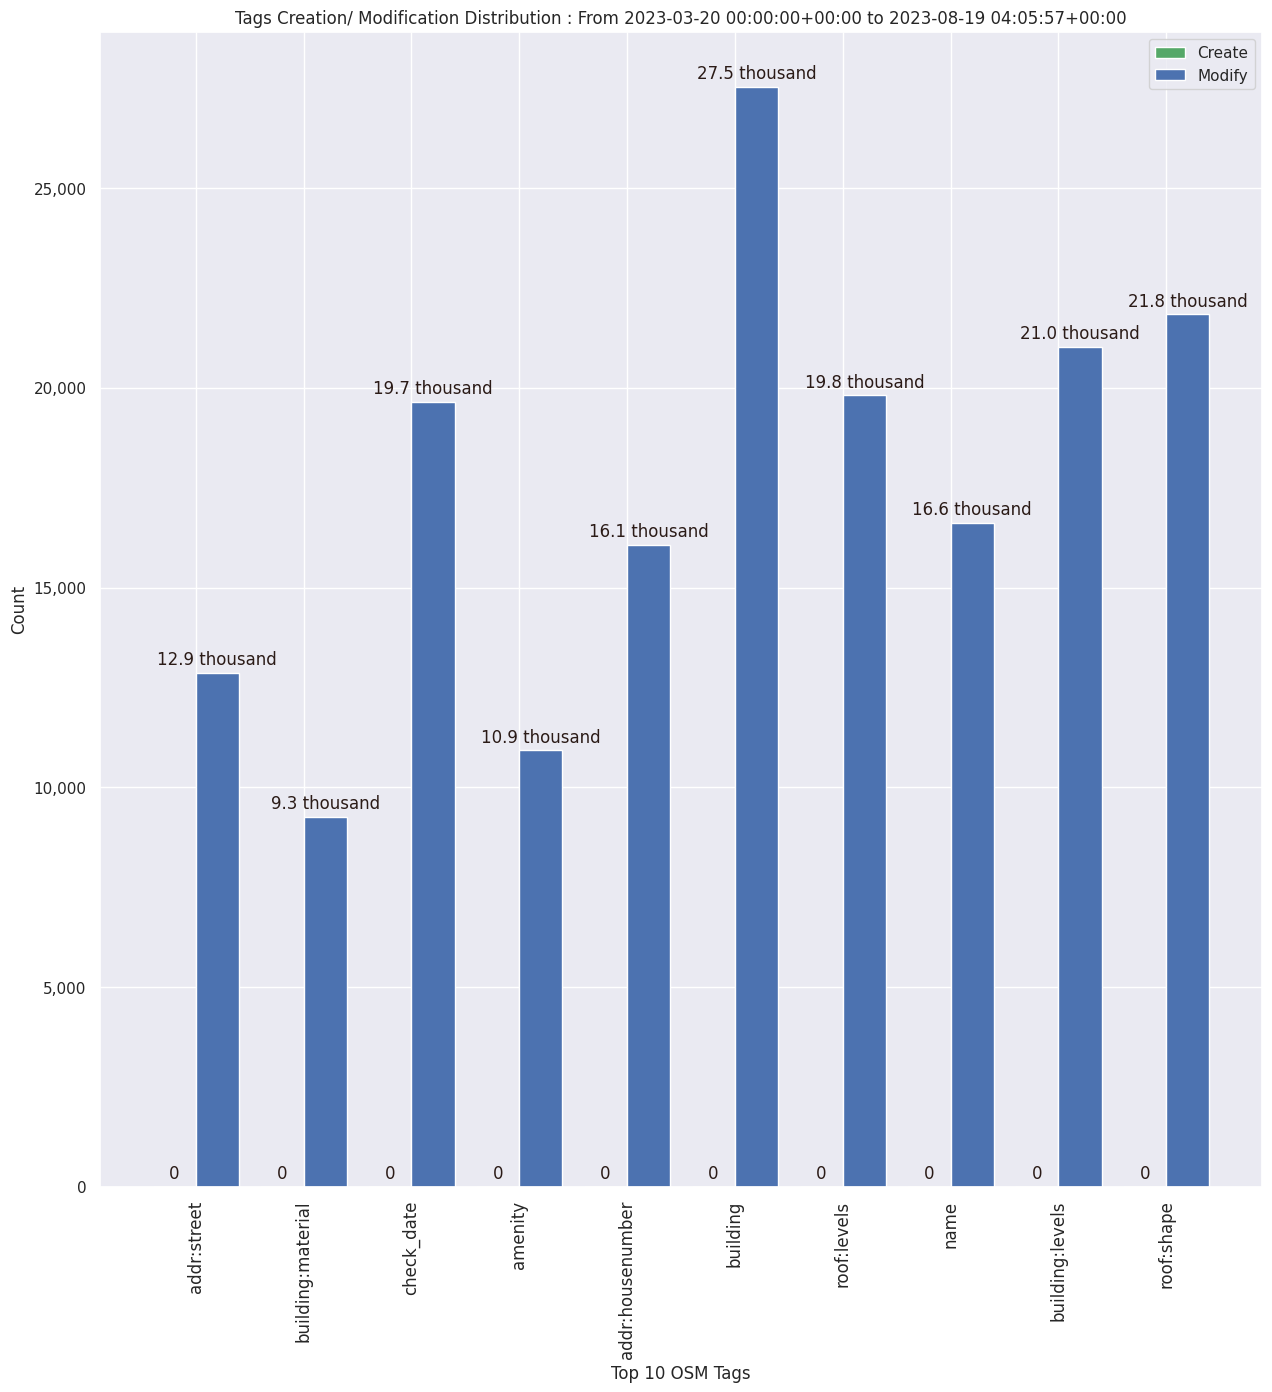 Tags Creation/ Modification Distribution : From 2023-03-20 00:00:00+00:00 to 2023-08-19 04:05:57+00:00
Create
Modify
27.5 thousand
25,000
21.8 thousand
21.0 thousand
20,000
19.7 thousand
19.8 thousand
16.6 thousand
16.1 thousand
15,000
Count
12.9 thousand
10.9 thousand
10,000
9.3 thousand
5,000
0
0 0 0 0 0 0 0 0 0 0
addr:street
building:material
check_date
amenity
addr:housenumber
building
roof:levels
name
building:levels
roof:shape
Top 10 OSM Tags